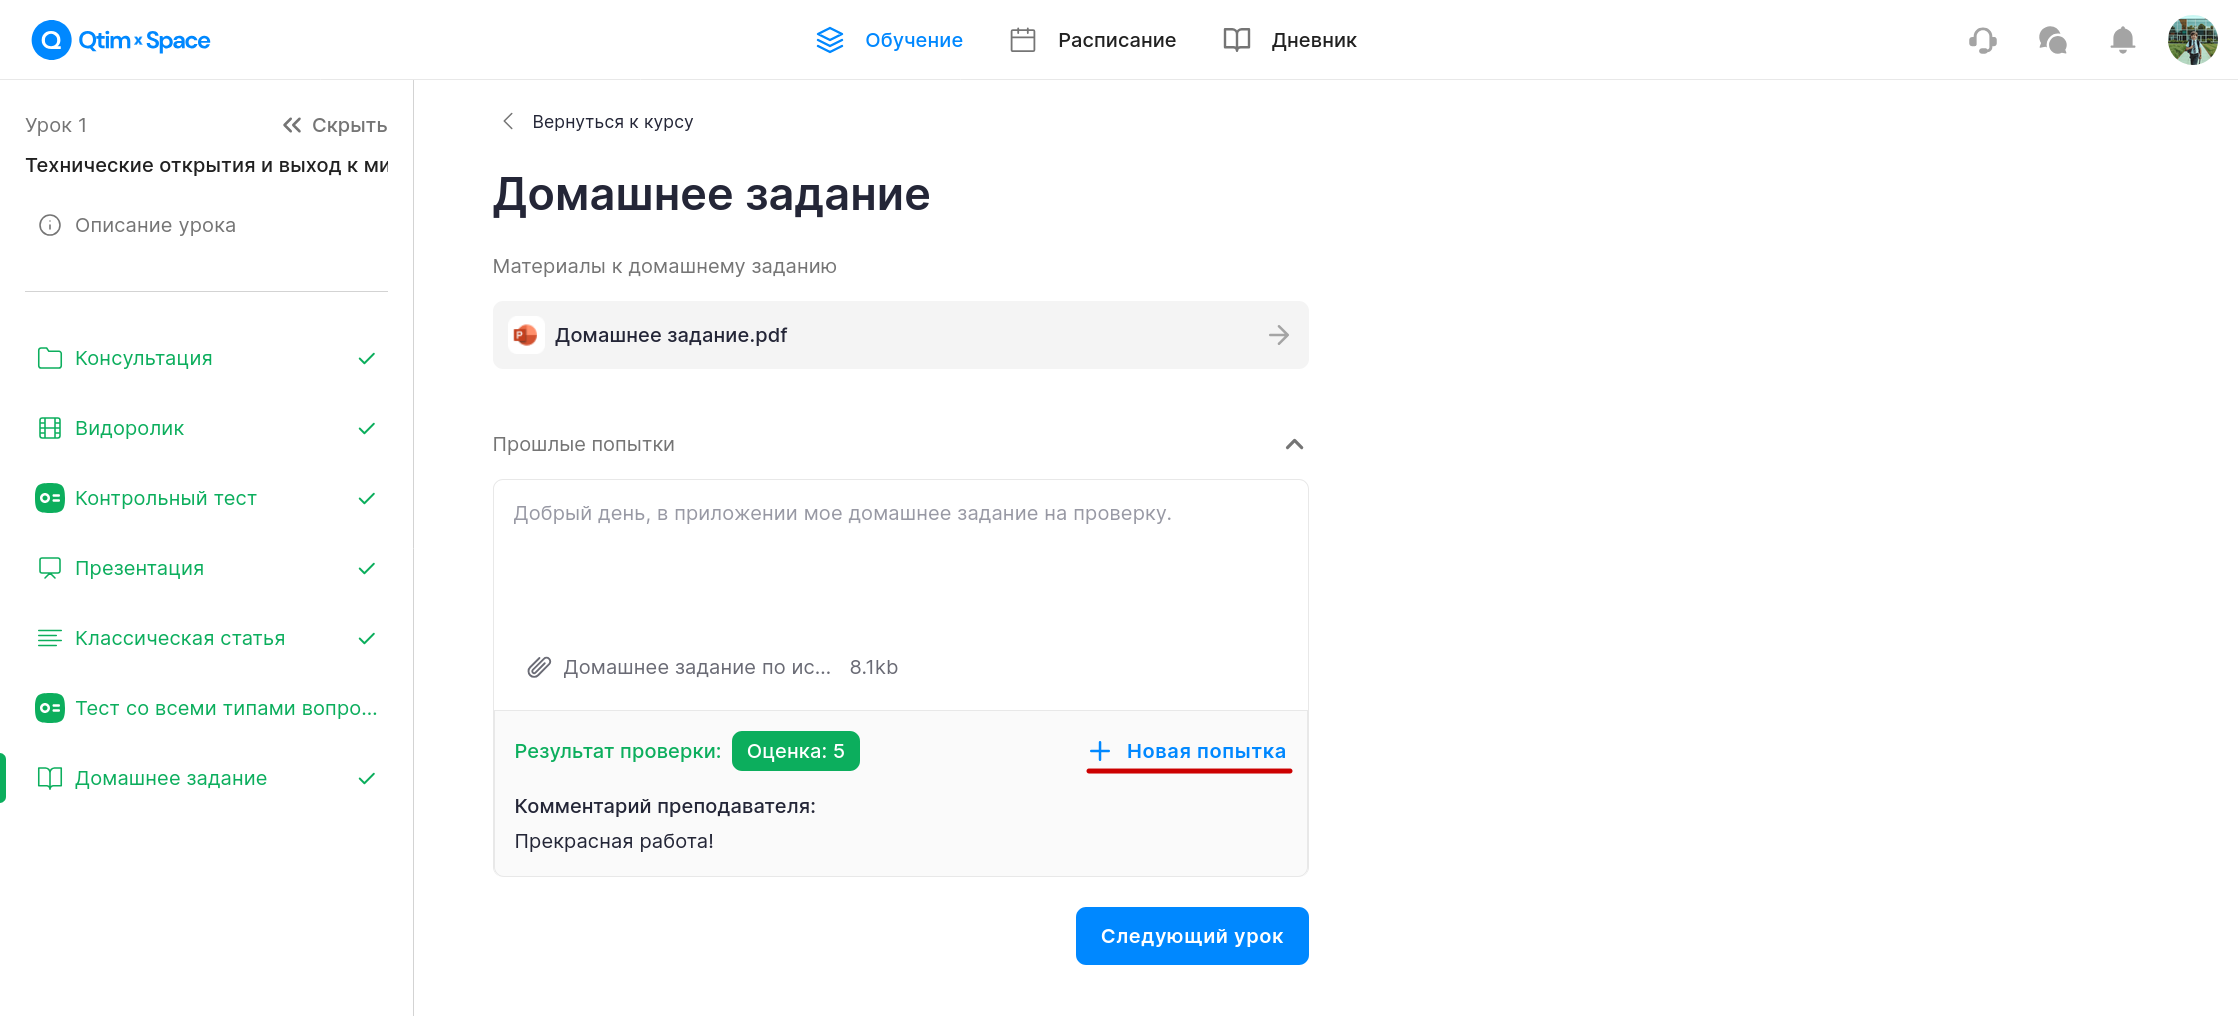 Qtim x Space
Обучение
Расписание
Дневник
Урок 1
Скрыть
Технические открытия и выход к ми
Описание урока
Консультация
Видоролик
Контрольный тест
Презентация
Классическая статья
Тест со всеми типами вопро...
Домашнее задание
Вернуться к курсу
Домашнее задание
Материалы к домашнему заданию
Домашнее задание.pdf
Прошлые попытки
Добрый день, в приложении мое домашнее задание на проверку.
Домашнее задание по ис... 8.1kb
Результат проверки: Оценка: 5
Новая попытка
Комментарий преподавателя:
Прекрасная работа!
Следующий урок